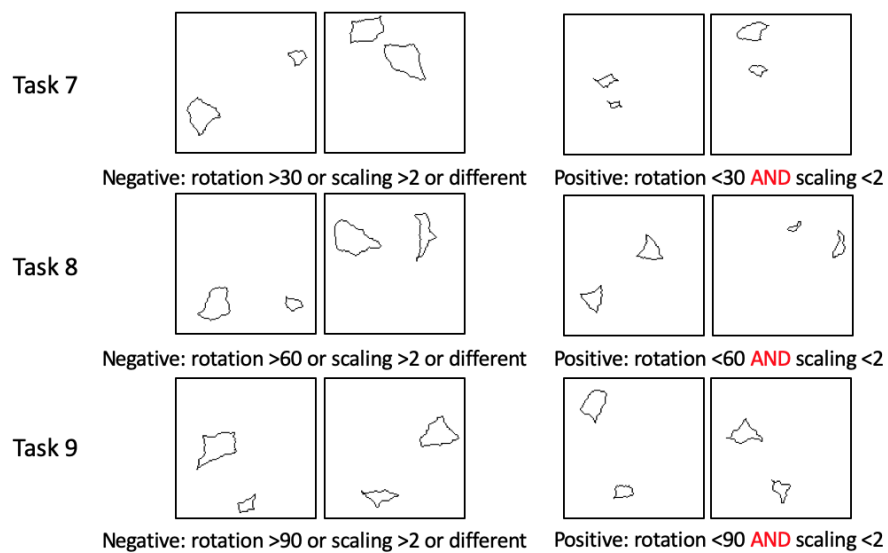 Task 7
Negative: rotation >30 or scaling >2 or different
Positive: rotation <30 AND scaling <2
Task 8
Negative: rotation >60 or scaling >2 or different
Positive: rotation <60 AND scaling <2
Task 9
Negative: rotation >90 or scaling >2 or different
Positive: rotation <90 AND scaling <2